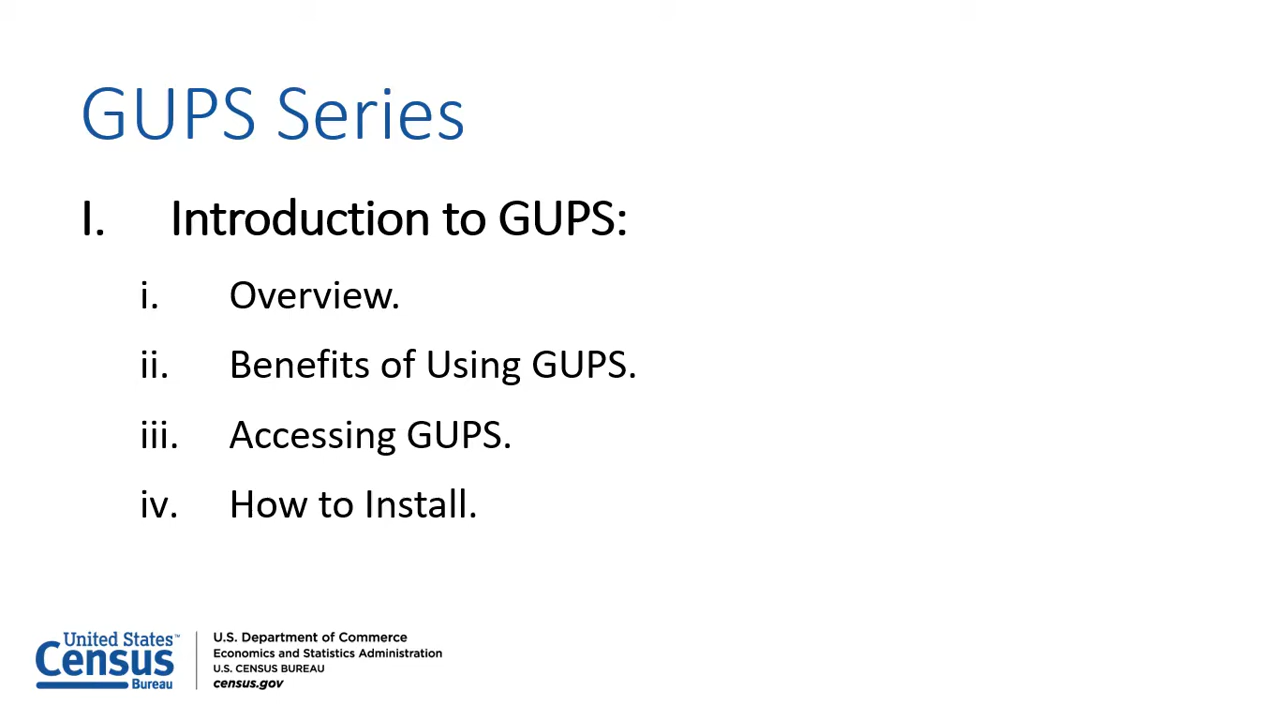 GUPS Series
I. Introduction to GUPS:
i. Overview.
ii. Benefits of Using GUPS.
iii. Accessing GUPS.
iv. How to Install.
United States™
Census
Bureau
U.S. Department of Commerce
Economics and Statistics Administration
U.S. CENSUS BUREAU
census.gov